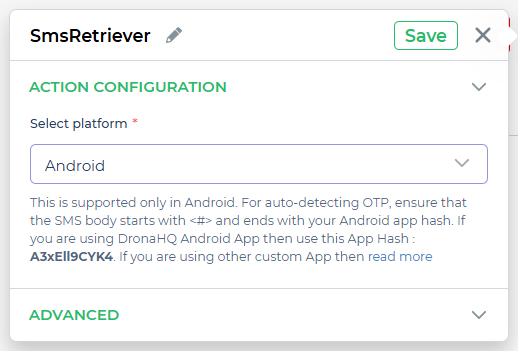 SmsRetriever
Save
ACTION CONFIGURATION
Select platform *
Android
This is supported only in Android. For auto-detecting OTP, ensure that
the SMS body starts with <#> and ends with your Android app hash. If
you are using DronaHQ Android App then use this App Hash :
A3xEll9CYK4. If you are using other custom App then read more
ADVANCED